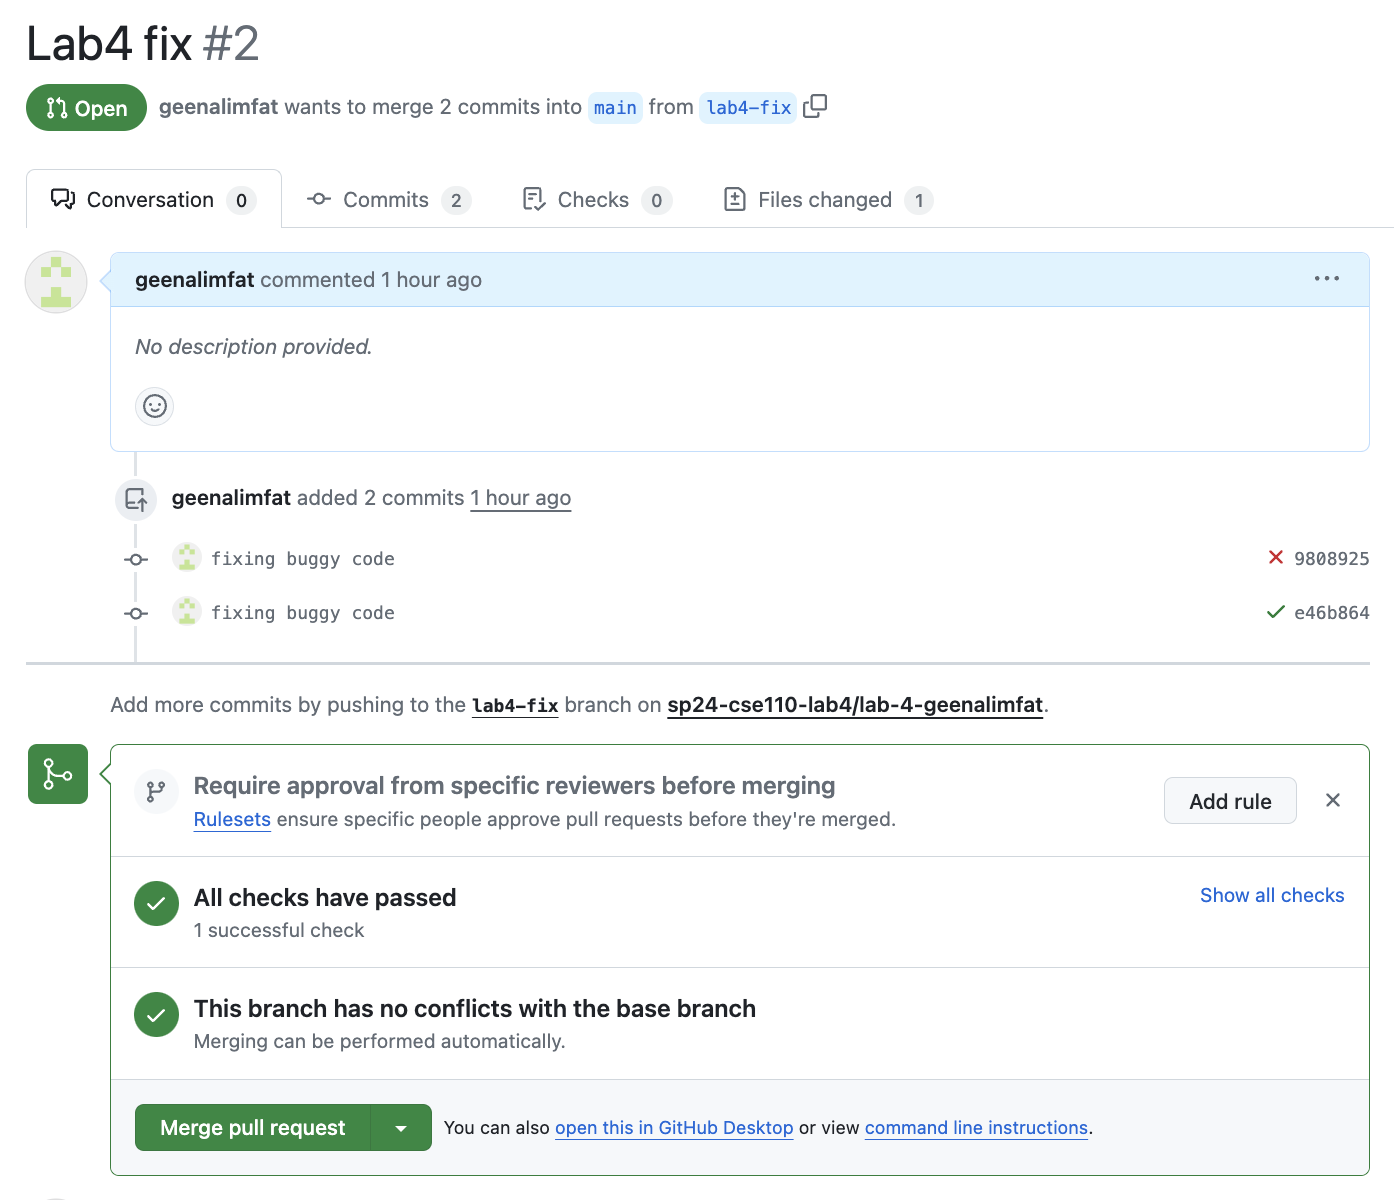 Lab4 fix #2
Open
geenalimfat wants to merge 2 commits into main from lab4-fix
Conversation 0
Commits 2
Checks 0
Files changed 1
geenalimfat commented 1 hour ago
No description provided.
geenalimfat added 2 commits 1 hour ago
fixing buggy code 9808925
fixing buggy code e46b864
Add more commits by pushing to the lab4-fix branch on sp24-cse110-lab4/lab-4-geenalimfat.
Require approval from specific reviewers before merging
Rulesets ensure specific people approve pull requests before they're merged.
Add rule
All checks have passed
1 successful check
Show all checks
This branch has no conflicts with the base branch
Merging can be performed automatically.
Merge pull request
You can also open this in GitHub Desktop or view command line instructions.